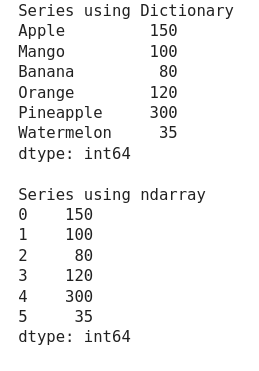 Series using Dictionary
Apple         150
Mango         100
Banana         80
Orange        120
Pineapple     300
Watermelon     35
dtype: int64

Series using ndarray
0    150
1    100
2     80
3    120
4    300
5     35
dtype: int64